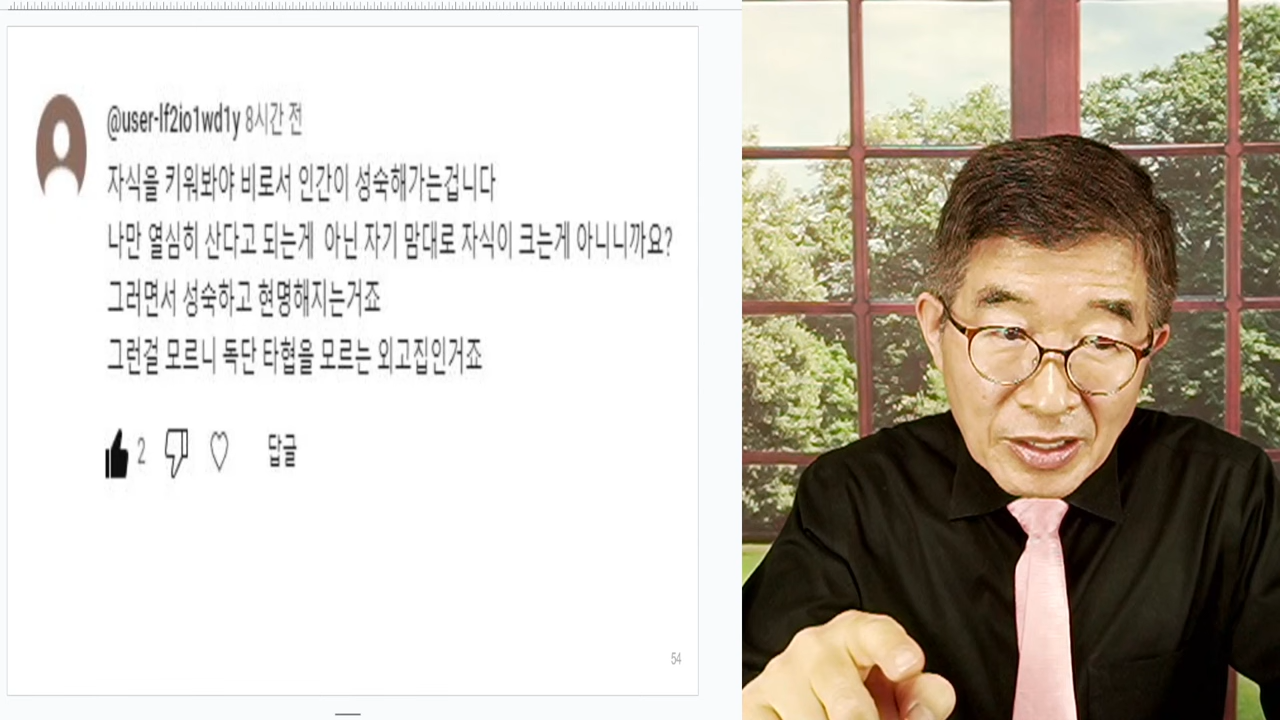 @user-lf2io1wd1y 8시간 전
자식을 키워봐야 비로서 인간이 성숙해가는겁니다
나만 열심히 산다고 되는게 아닌 자기 맘대로 자식이 크는게 아니니까요?
그러면서 성숙하고 현명해지는거죠
그런걸 모르니 독단 타협을 모르는 외고집인거죠
2 답글
54